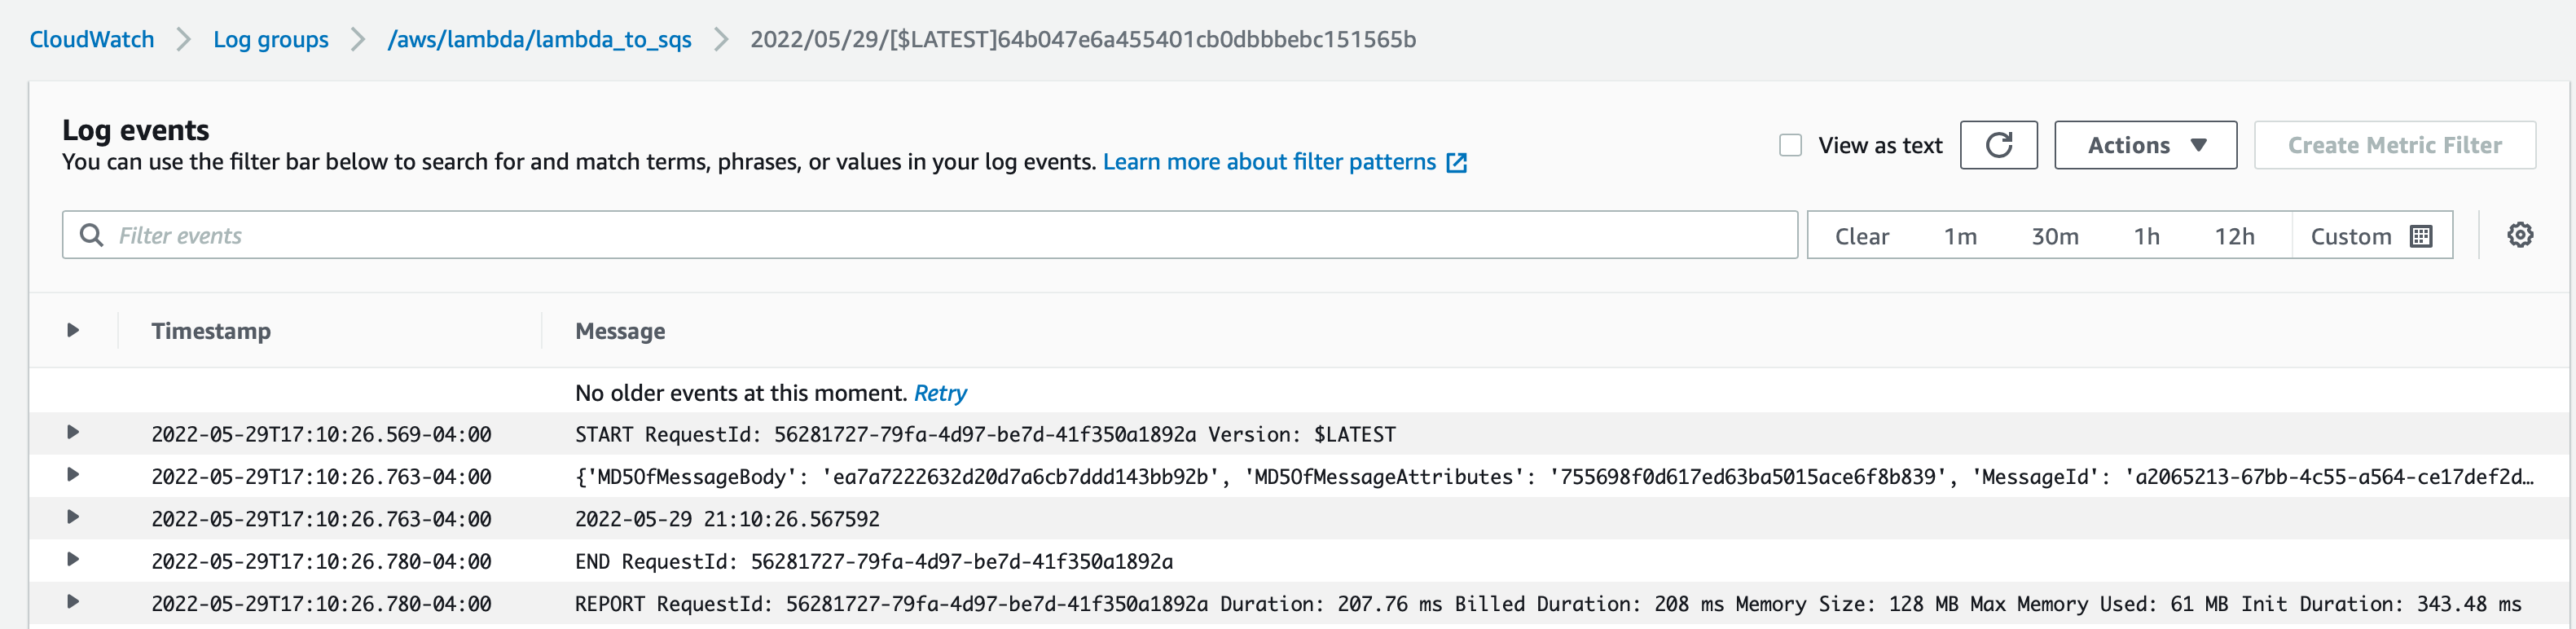 CloudWatch > Log groups > /aws/lambda/lambda_to_sqs > 2022/05/29/[$LATEST]64b047e6a455401cb0dbbbebc151565b
Log events
You can use the filter bar below to search for and match terms, phrases, or values in your log events. Learn more about filter patterns
View as text Actions Create Metric Filter
Filter events Clear 1m 30m 1h 12h Custom
Timestamp Message
No older events at this moment. Retry
2022-05-29T17:10:26.569-04:00 START RequestId: 56281727-79fa-4d97-be7d-41f350a1892a Version: $LATEST
2022-05-29T17:10:26.763-04:00 {'MD5OfMessageBody': 'ea7a7222632d20d7a6cb7ddd143bb92b', 'MD5OfMessageAttributes': '755698f0d617ed63ba5015ace6f8b839', 'MessageId': 'a2065213-67bb-4c55-a564-ce17def2d…
2022-05-29T17:10:26.763-04:00 2022-05-29 21:10:26.567592
2022-05-29T17:10:26.780-04:00 END RequestId: 56281727-79fa-4d97-be7d-41f350a1892a
2022-05-29T17:10:26.780-04:00 REPORT RequestId: 56281727-79fa-4d97-be7d-41f350a1892a Duration: 207.76 ms Billed Duration: 208 ms Memory Size: 128 MB Max Memory Used: 61 MB Init Duration: 343.48 ms